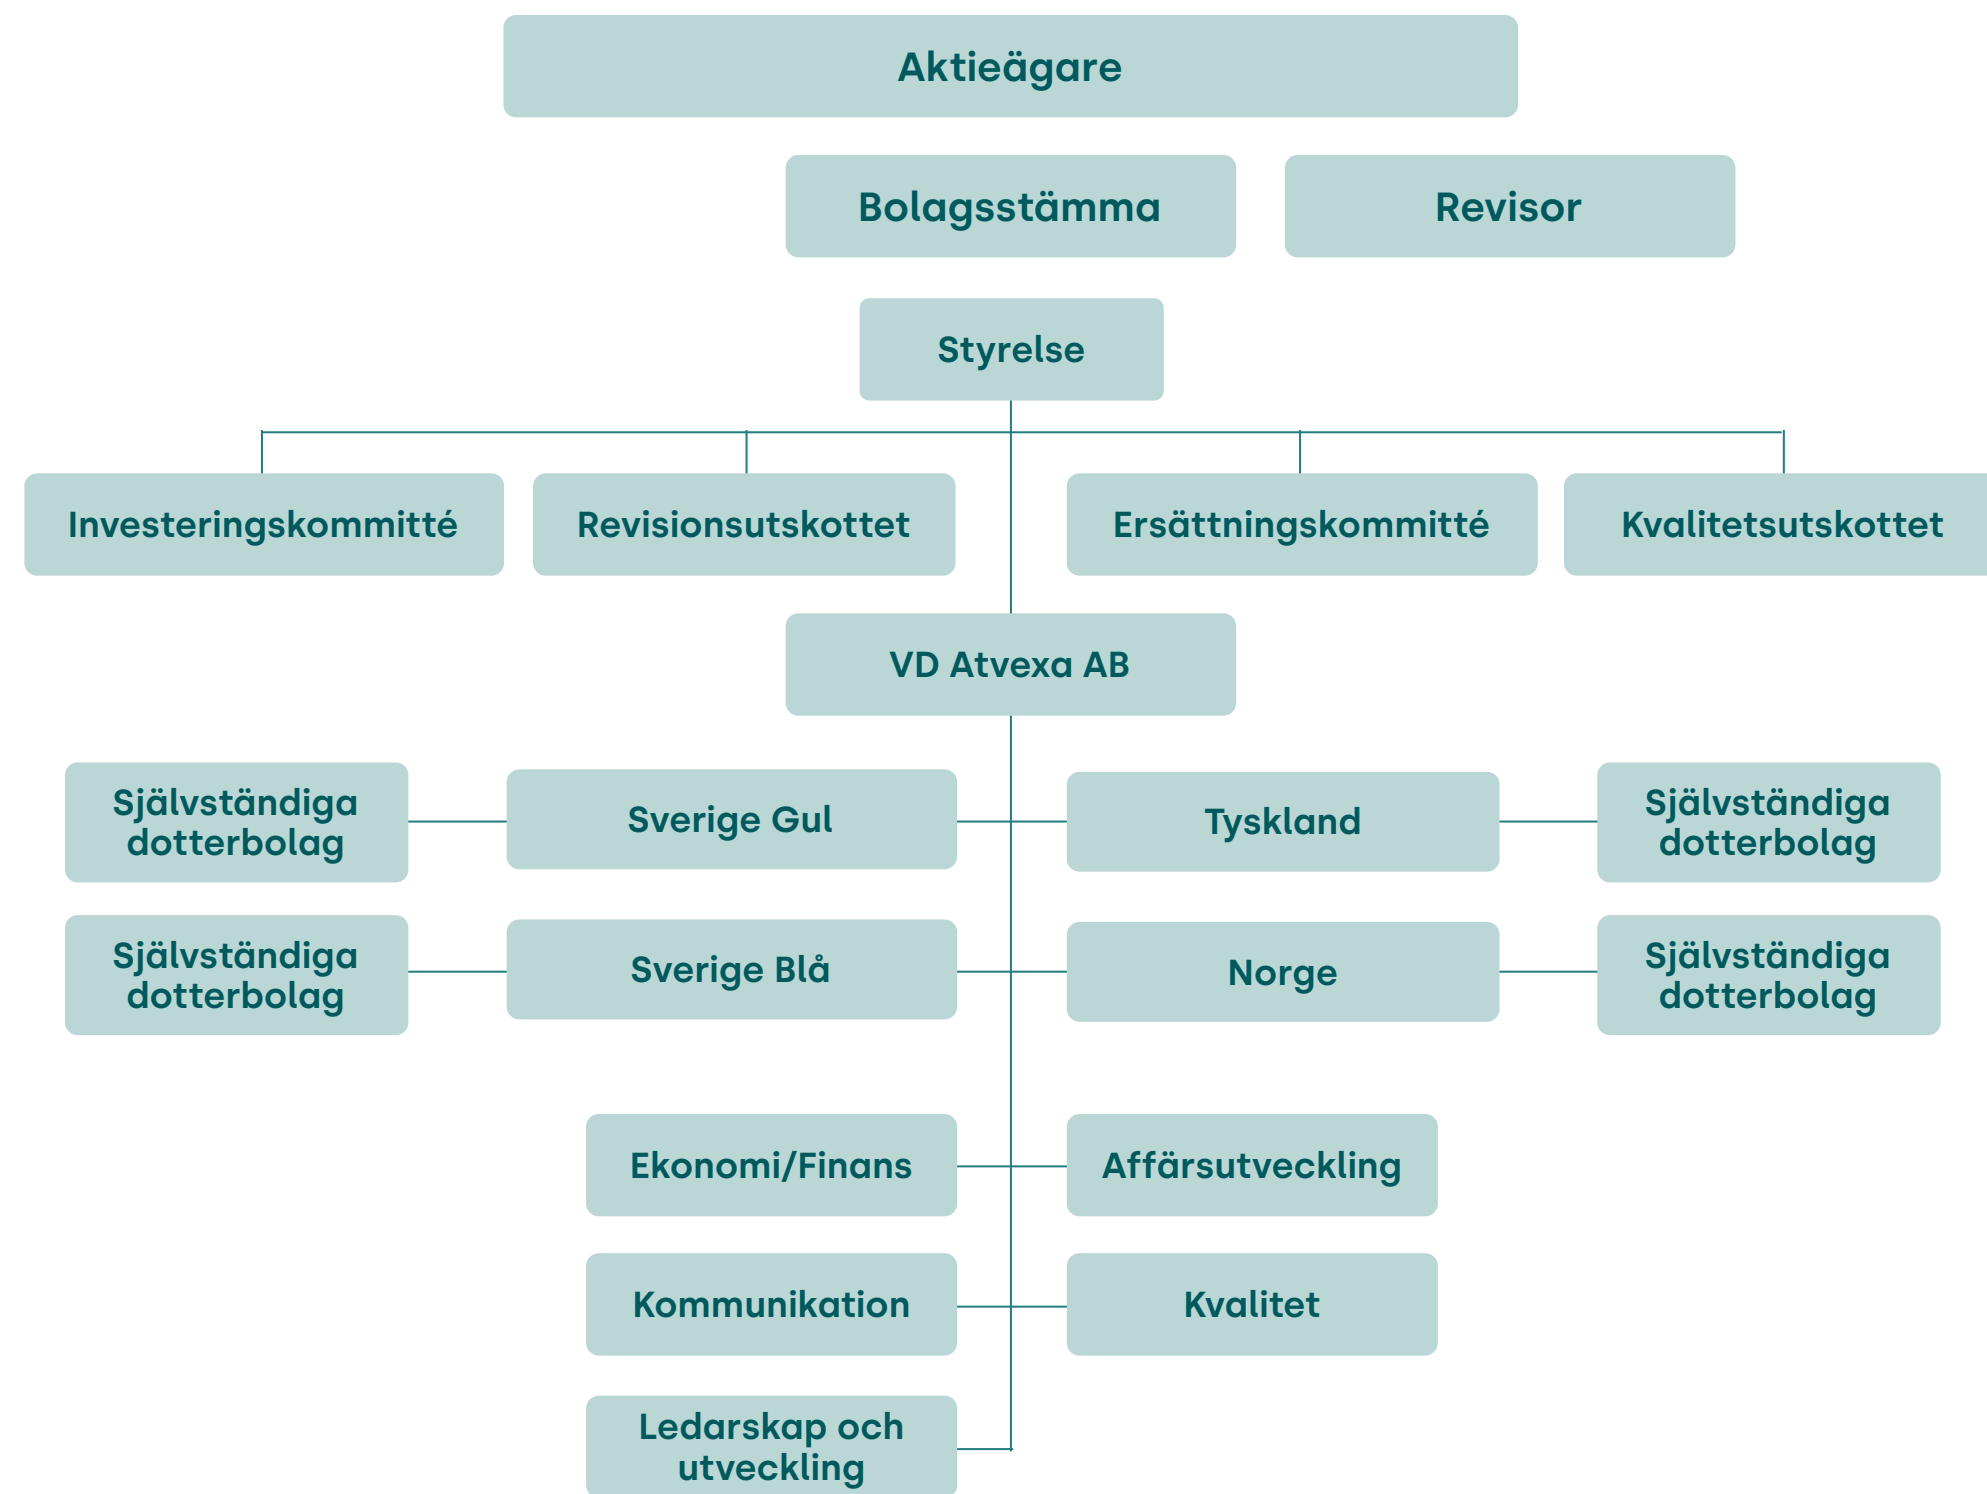 Aktieägare
Bolagsstämma
Revisor
Styrelse
Investeringskommitté
Revisionsutskottet
Ersättningskommitté
Kvalitetsutskottet
VD Atvexa AB
Självständiga
dotterbolag
Sverige Gul
Tyskland
Självständiga
dotterbolag
Självständiga
dotterbolag
Sverige Blå
Norge
Självständiga
dotterbolag
Ekonomi/Finans
Affärsutveckling
Kommunikation
Kvalitet
Ledarskap och
utveckling